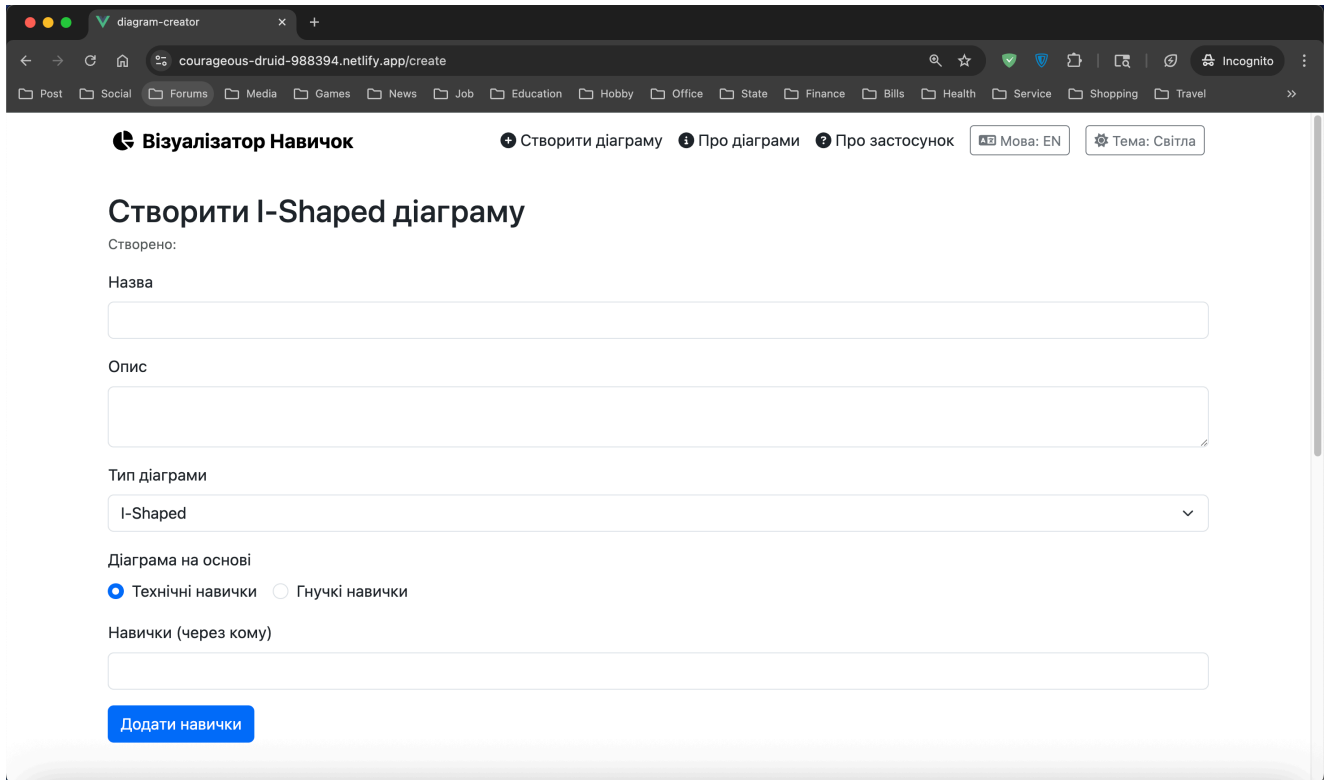 diagram-creator
courageous-druid-988394.netlify.app/create
Incognito
Post Social Forums Media Games News Job Education Hobby Office State Finance Bills Health Service Shopping Travel
Візуалізатор Навичок Створити діаграму Про діаграми Про застосунок Мова: EN Тема: Світла
Створити I-Shaped діаграму
Створено:
Назва
Опис
Тип діаграми
I-Shaped
Діаграма на основі
Технічні навички Гнучкі навички
Навички (через кому)
Додати навички